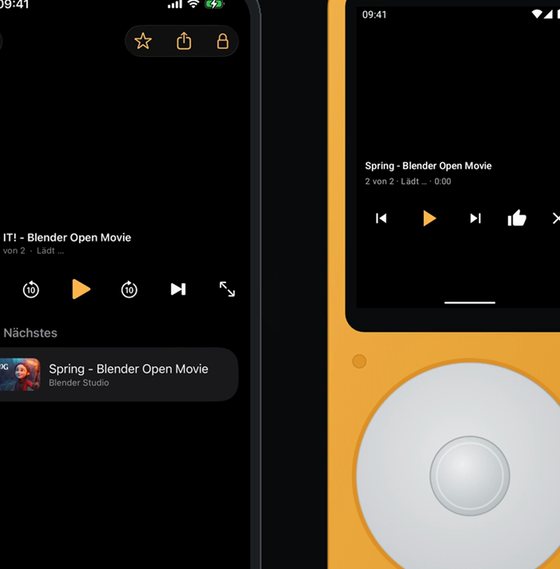 09:41
IT! - Blender Open Movie
von 2 · Lädt ...
10
10
Nächstes
Spring - Blender Open Movie
Blender Studio
09:41
Spring - Blender Open Movie
2 von 2 · Lädt ... · 0:00